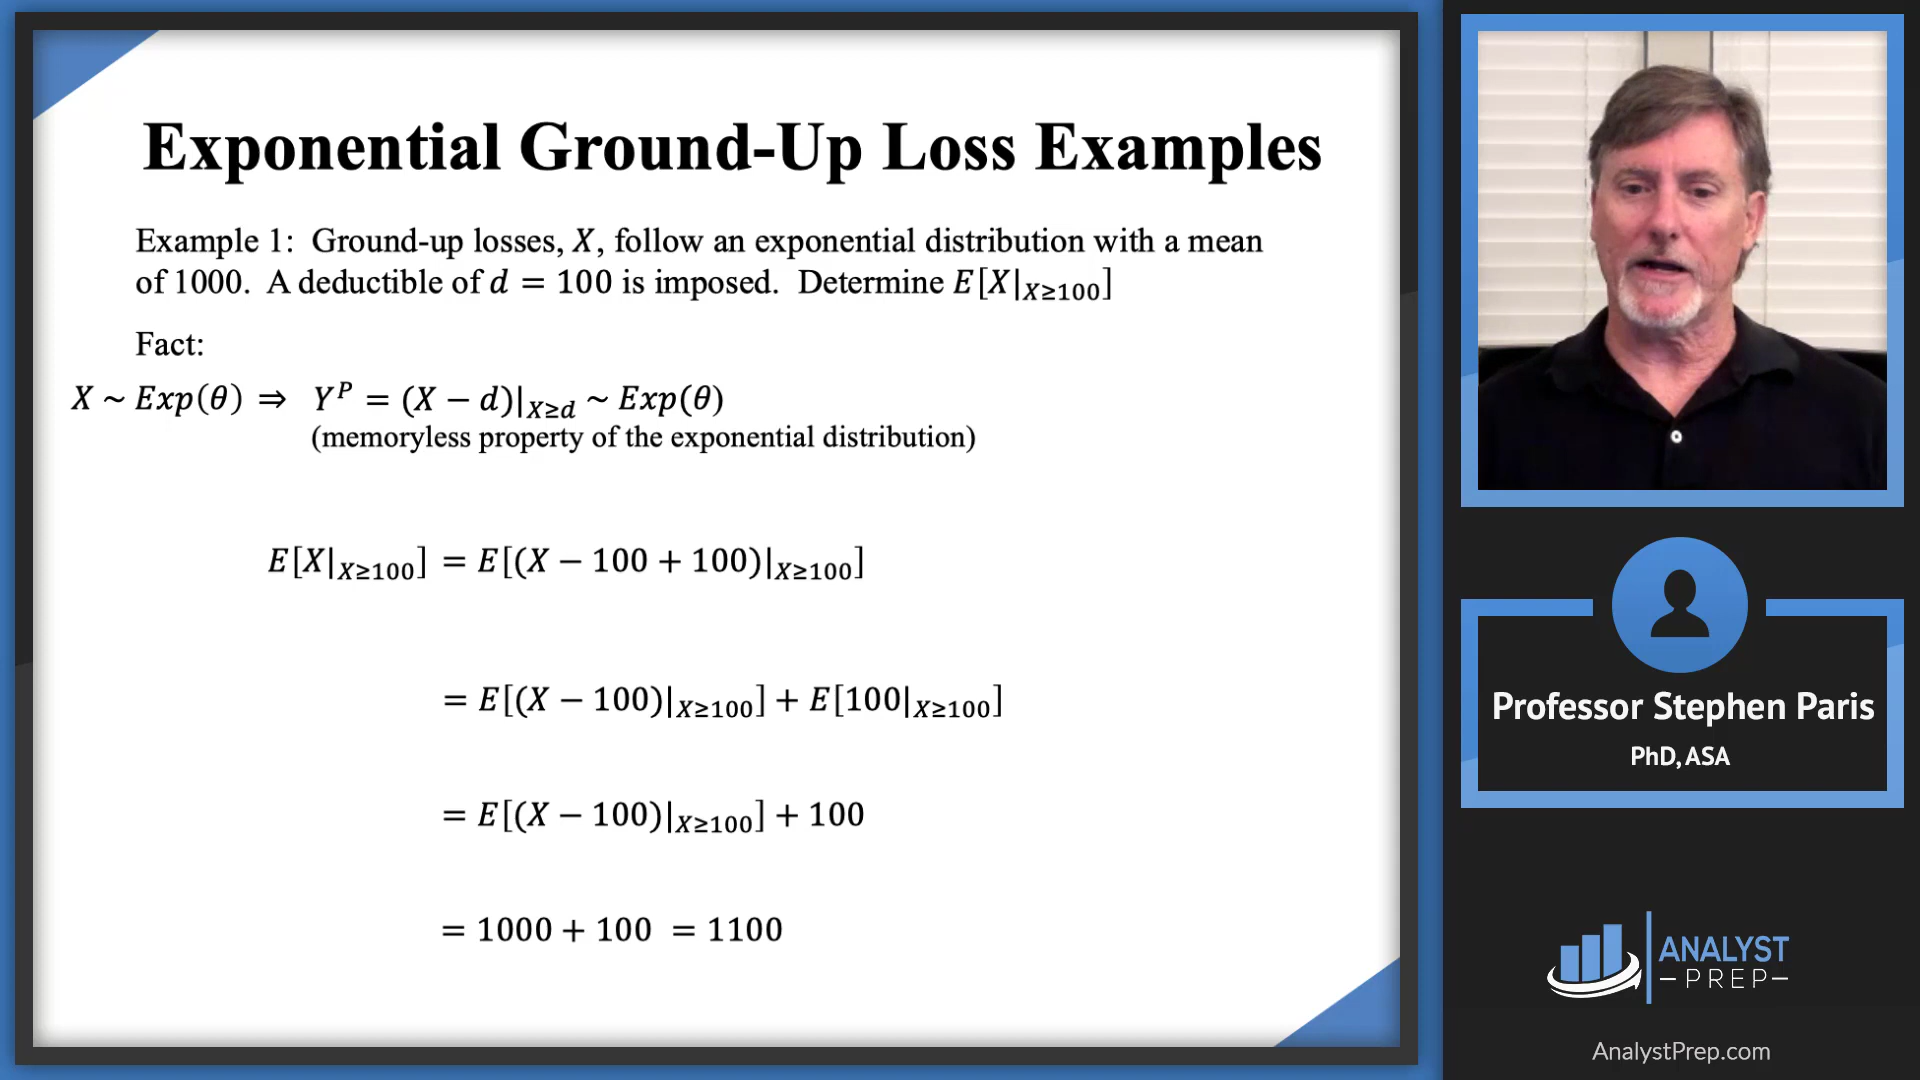 Exponential Ground-Up Loss Examples
Example 1: Ground-up losses, X, follow an exponential distribution with a mean
of 1000. A deductible of d = 100 is imposed. Determine E[X|X≥100]
Fact:
X ~ Exp(θ) ⇒ Y^P = (X − d)|X≥d ~ Exp(θ)
(memoryless property of the exponential distribution)
E[X|X≥100] = E[(X − 100 + 100)|X≥100]
= E[(X − 100)|X≥100] + E[100|X≥100]
= E[(X − 100)|X≥100] + 100
= 1000 + 100 = 1100
Professor Stephen Paris
PhD, ASA
ANALYST
PREP
AnalystPrep.com